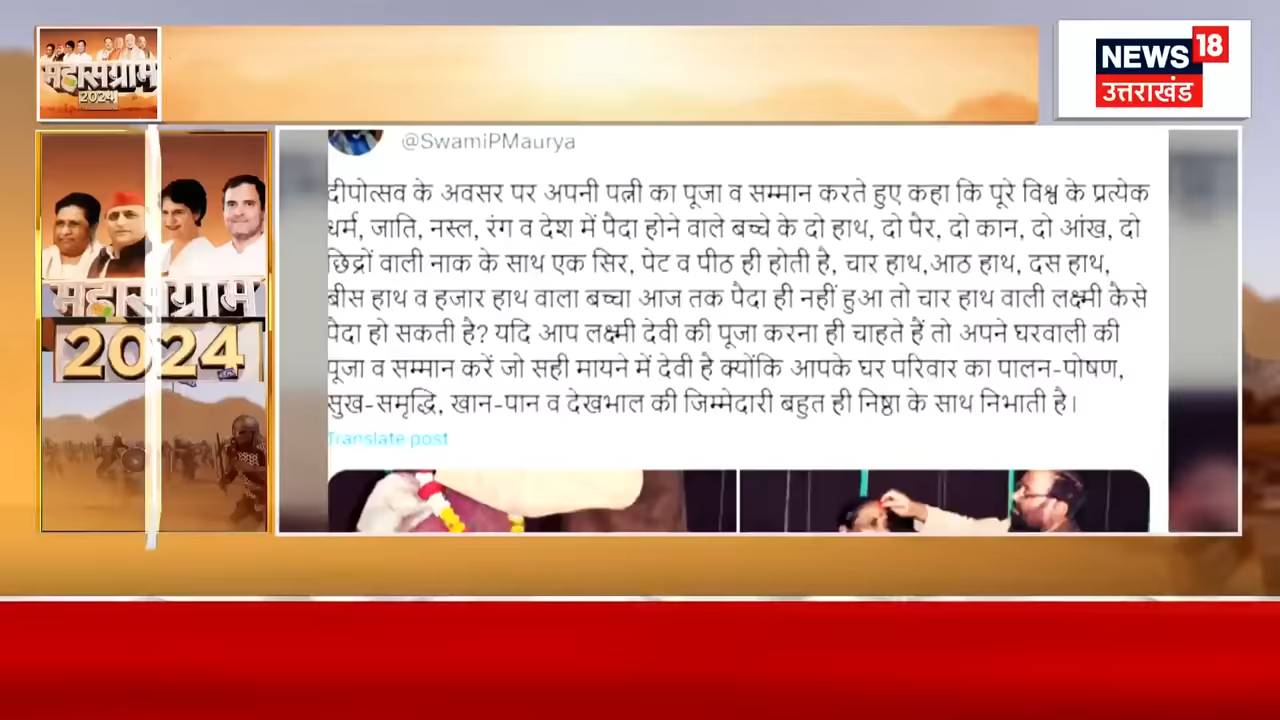 महासंग्राम
2024
NEWS 18
उत्तराखंड
महासंग्राम
2024
@SwamiPMaurya
दीपोत्सव के अवसर पर अपनी पत्नी का पूजा व सम्मान करते हुए कहा कि पूरे विश्व के प्रत्येक
धर्म, जाति, नस्ल, रंग व देश में पैदा होने वाले बच्चे के दो हाथ, दो पैर, दो कान, दो आंख, दो
छिद्रों वाली नाक के साथ एक सिर, पेट व पीठ ही होती है, चार हाथ,आठ हाथ, दस हाथ,
बीस हाथ व हजार हाथ वाला बच्चा आज तक पैदा ही नहीं हुआ तो चार हाथ वाली लक्ष्मी कैसे
पैदा हो सकती है? यदि आप लक्ष्मी देवी की पूजा करना ही चाहते हैं तो अपने घरवाली की
पूजा व सम्मान करें जो सही मायने में देवी है क्योंकि आपके घर परिवार का पालन-पोषण,
सुख-समृद्धि, खान-पान व देखभाल की जिम्मेदारी बहुत ही निष्ठा के साथ निभाती है।
Translate post